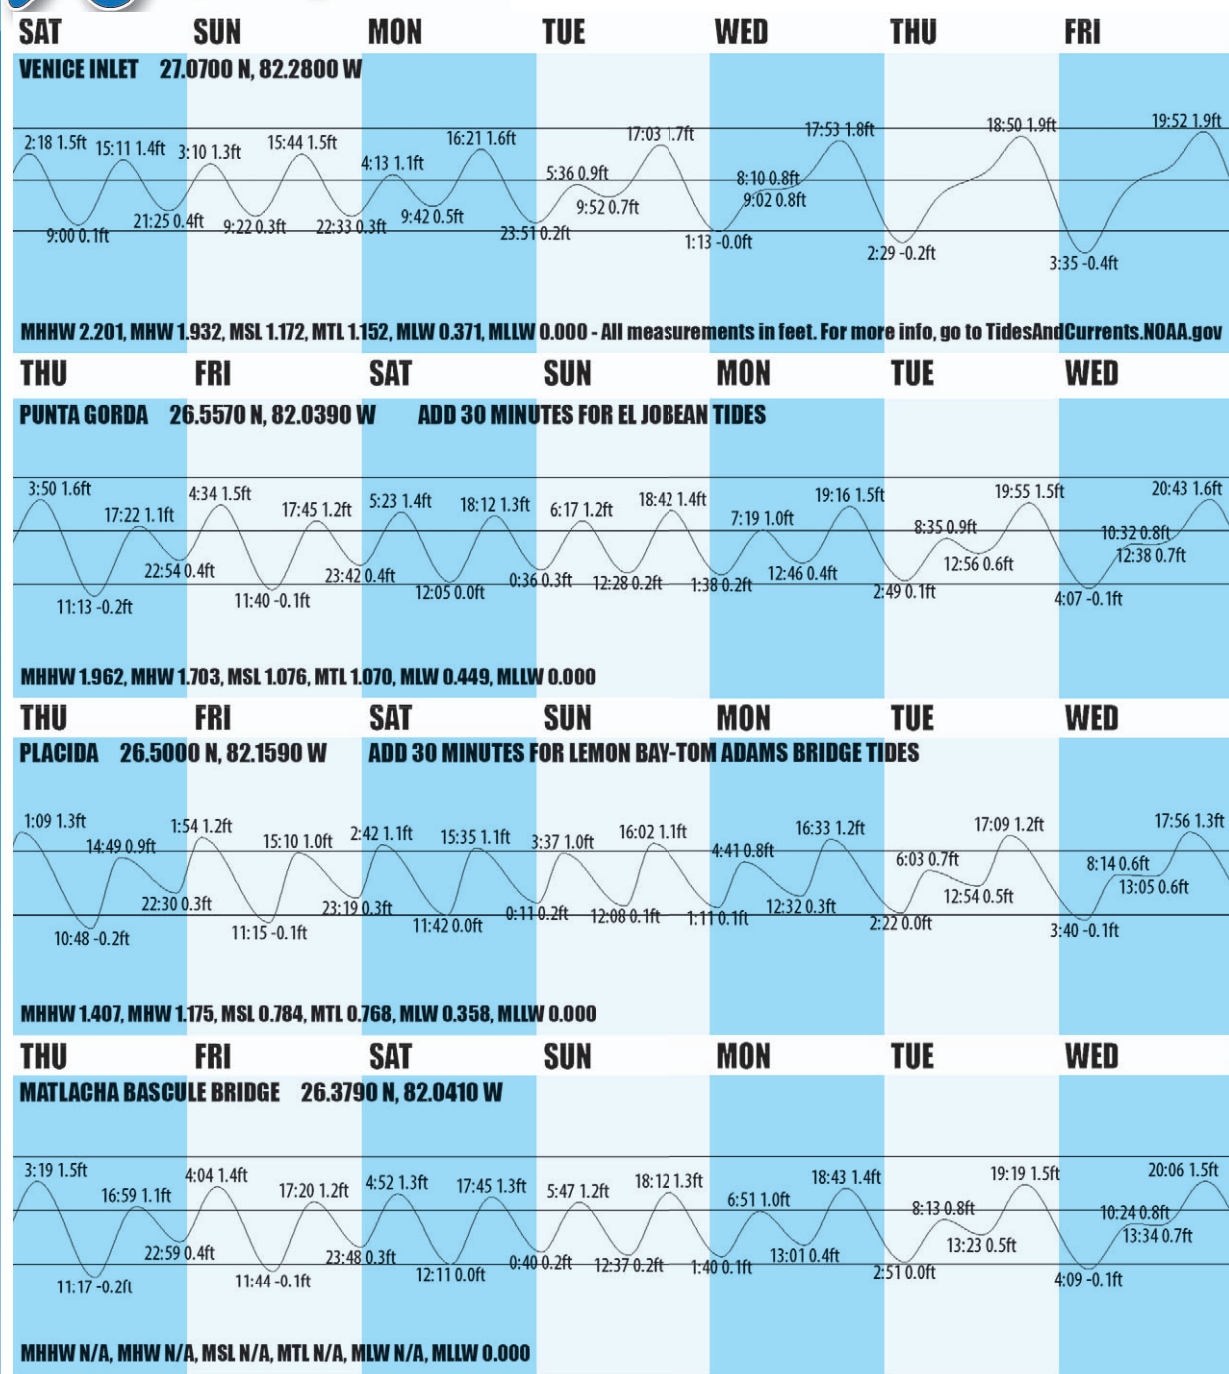 SAT SUN MON TUE WED THU FRI
VENICE INLET 27.0700 N, 82.2800 W
2:18 1.5ft 15:11 1.4ft 3:10 1.3ft 15:44 1.5ft 4:13 1.1ft 16:21 1.6ft 5:36 0.9ft 17:03 1.7ft 8:10 0.8ft 17:53 1.8ft 18:50 1.9ft 19:52 1.9ft
9:00 0.1ft 21:25 0.4ft 9:22 0.3ft 22:33 0.3ft 9:42 0.5ft 23:51 0.2ft 9:52 0.7ft 1:13 -0.0ft 9:02 0.8ft 2:29 -0.2ft 3:35 -0.4ft
MHHW 2.201, MHW 1.932, MSL 1.172, MTL 1.152, MLW 0.371, MLLW 0.000 - All measurements in feet. For more info, go to TidesAndCurrents.NOAA.gov
THU FRI SAT SUN MON TUE WED
PUNTA GORDA 26.5570 N, 82.0390 W ADD 30 MINUTES FOR EL JOBEAN TIDES
3:50 1.6ft 17:22 1.1ft 4:34 1.5ft 17:45 1.2ft 5:23 1.4ft 18:12 1.3ft 6:17 1.2ft 18:42 1.4ft 7:19 1.0ft 19:16 1.5ft 8:35 0.9ft 19:55 1.5ft 10:32 0.8ft 20:43 1.6ft
11:13 -0.2ft 22:54 0.4ft 11:40 -0.1ft 23:42 0.4ft 12:05 0.0ft 0:36 0.3ft 12:28 0.2ft 1:38 0.2ft 12:46 0.4ft 2:49 0.1ft 12:56 0.6ft 4:07 -0.1ft 12:38 0.7ft
MHHW 1.962, MHW 1.703, MSL 1.076, MTL 1.070, MLW 0.449, MLLW 0.000
THU FRI SAT SUN MON TUE WED
PLACIDA 26.5000 N, 82.1590 W ADD 30 MINUTES FOR LEMON BAY-TOM ADAMS BRIDGE TIDES
1:09 1.3ft 14:49 0.9ft 1:54 1.2ft 15:10 1.0ft 2:42 1.1ft 15:35 1.1ft 3:37 1.0ft 16:02 1.1ft 4:41 0.8ft 16:33 1.2ft 6:03 0.7ft 17:09 1.2ft 8:14 0.6ft 17:56 1.3ft
10:48 -0.2ft 22:30 0.3ft 11:15 -0.1ft 23:19 0.3ft 11:42 0.0ft 0:11 0.2ft 12:08 0.1ft 1:11 0.1ft 12:32 0.3ft 2:22 0.0ft 12:54 0.5ft 3:40 -0.1ft 13:05 0.6ft
MHHW 1.407, MHW 1.175, MSL 0.784, MTL 0.768, MLW 0.358, MLLW 0.000
THU FRI SAT SUN MON TUE WED
MATLACHA BASCULE BRIDGE 26.3790 N, 82.0410 W
3:19 1.5ft 16:59 1.1ft 4:04 1.4ft 17:20 1.2ft 4:52 1.3ft 17:45 1.3ft 5:47 1.2ft 18:12 1.3ft 6:51 1.0ft 18:43 1.4ft 8:13 0.8ft 19:19 1.5ft 10:24 0.8ft 20:06 1.5ft
11:17 -0.2ft 22:59 0.4ft 11:44 -0.1ft 23:48 0.3ft 12:11 0.0ft 0:40 0.2ft 12:37 0.2ft 1:40 0.1ft 13:01 0.4ft 2:51 0.0ft 13:23 0.5ft 4:09 -0.1ft 13:34 0.7ft
MHHW N/A, MHW N/A, MSL N/A, MTL N/A, MLW N/A, MLLW 0.000